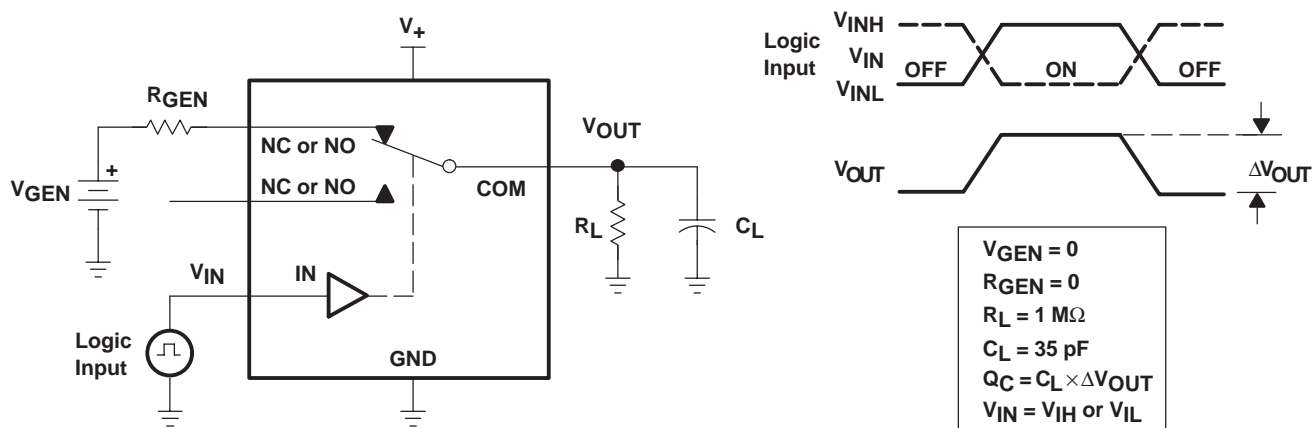 V+
RGEN
NC or NO
VOUT
VGEN
+
NC or NO
COM
RL
CL
VIN
IN
Logic
Input
GND
Logic
Input
VINH
VIN
VINL
OFF
ON
OFF
VOUT
ΔVOUT
VGEN = 0
RGEN = 0
RL = 1 MΩ
CL = 35 pF
QC = CL × ΔVOUT
VIN = VIH or VIL